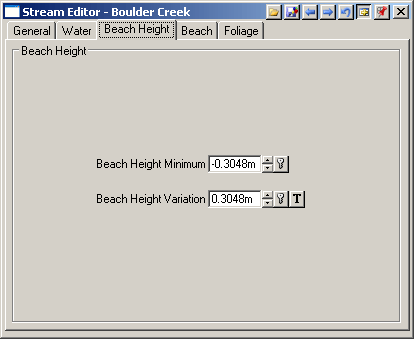 Stream Editor - Boulder Creek
General Water Beach Height Beach Foliage
Beach Height
Beach Height Minimum -0.3048m
Beach Height Variation 0.3048m T